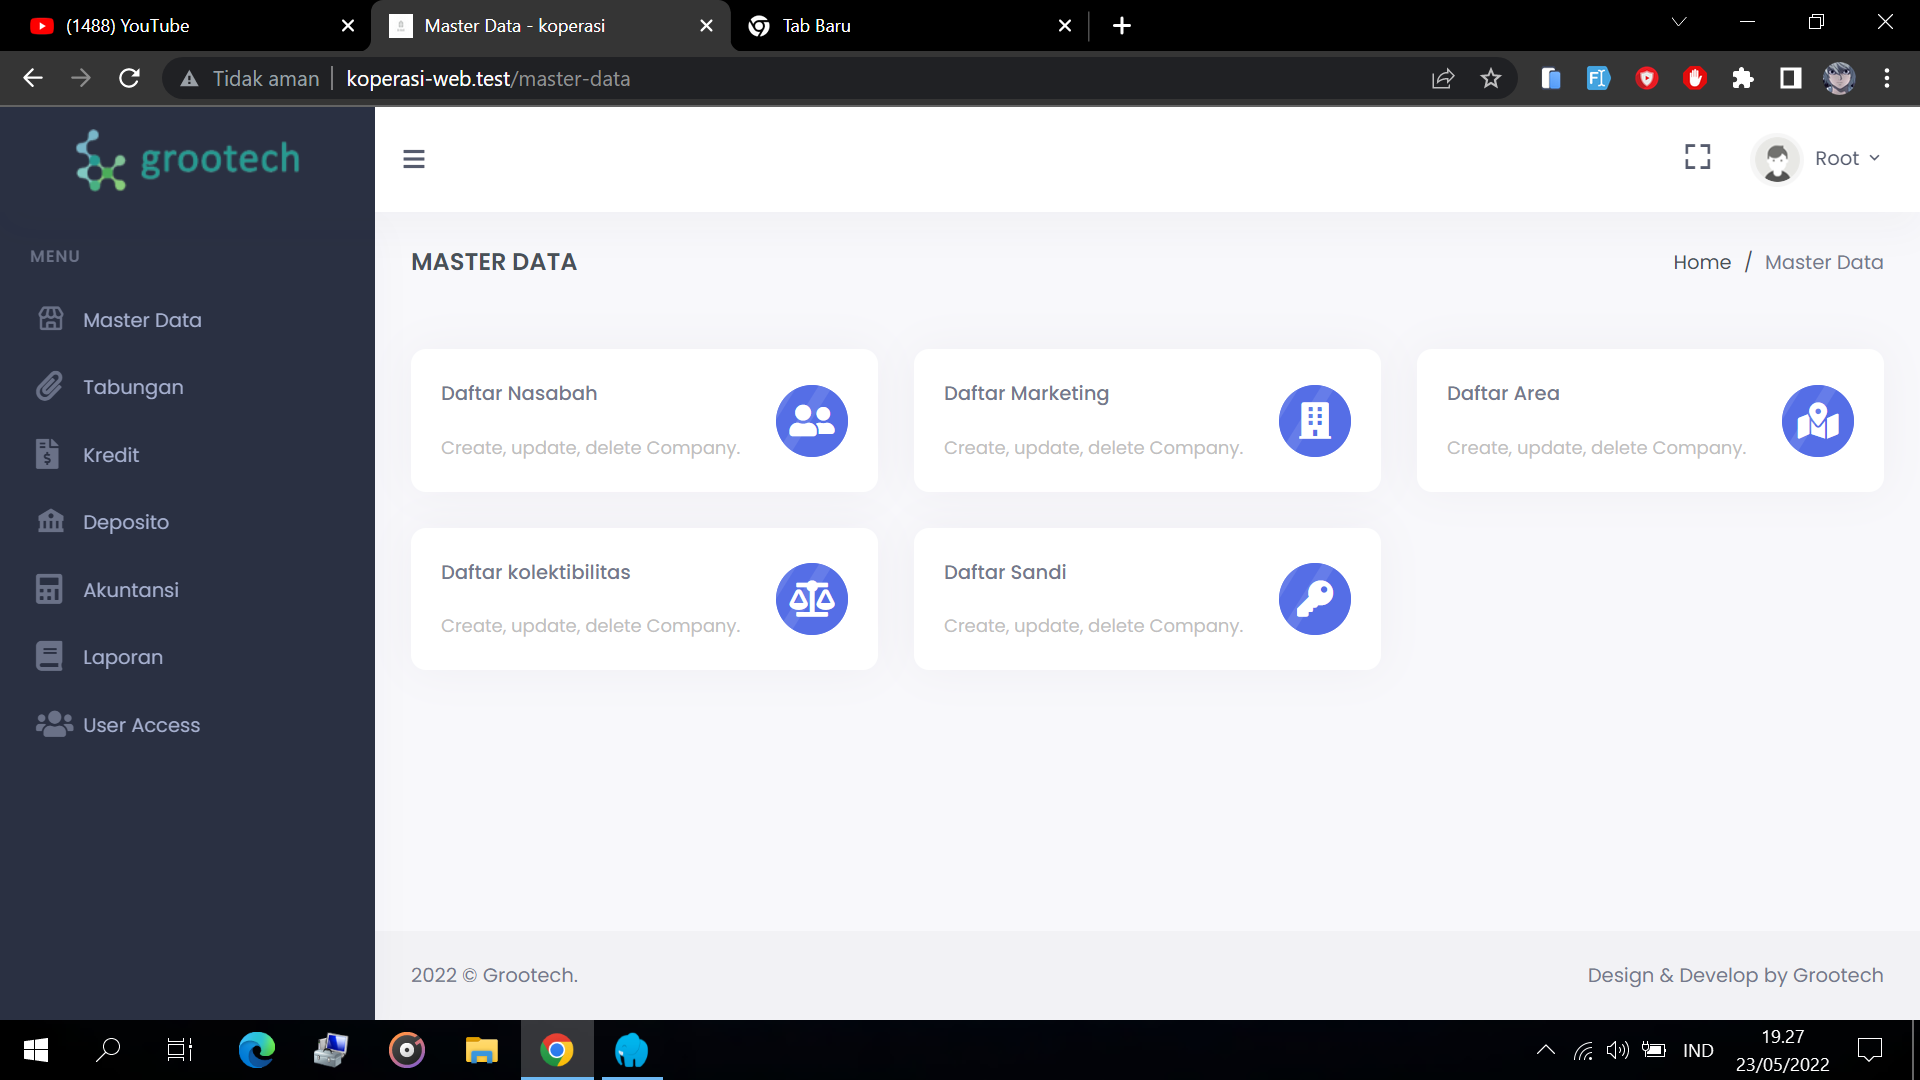 (1488) YouTube
Master Data - koperasi
Tab Baru
Tidak aman
koperasi-web.test/master-data
grootech
Root
MENU
Master Data
Tabungan
Kredit
Deposito
Akuntansi
Laporan
User Access
MASTER DATA
Home / Master Data
Daftar Nasabah
Create, update, delete Company.
Daftar Marketing
Create, update, delete Company.
Daftar Area
Create, update, delete Company.
Daftar kolektibilitas
Create, update, delete Company.
Daftar Sandi
Create, update, delete Company.
2022 © Grootech.
Design & Develop by Grootech
IND
19.27
23/05/2022